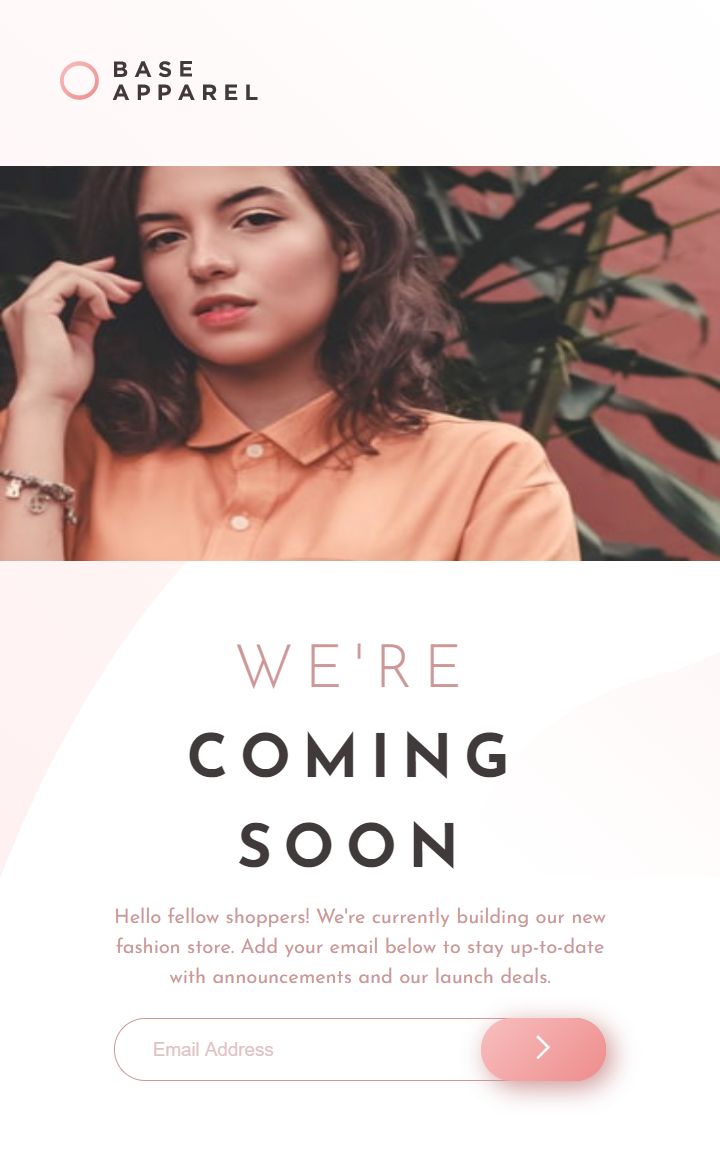 BASE
APPAREL
WE'RE
COMING
SOON
Hello fellow shoppers! We're currently building our new
fashion store. Add your email below to stay up-to-date
with announcements and our launch deals.
Email Address